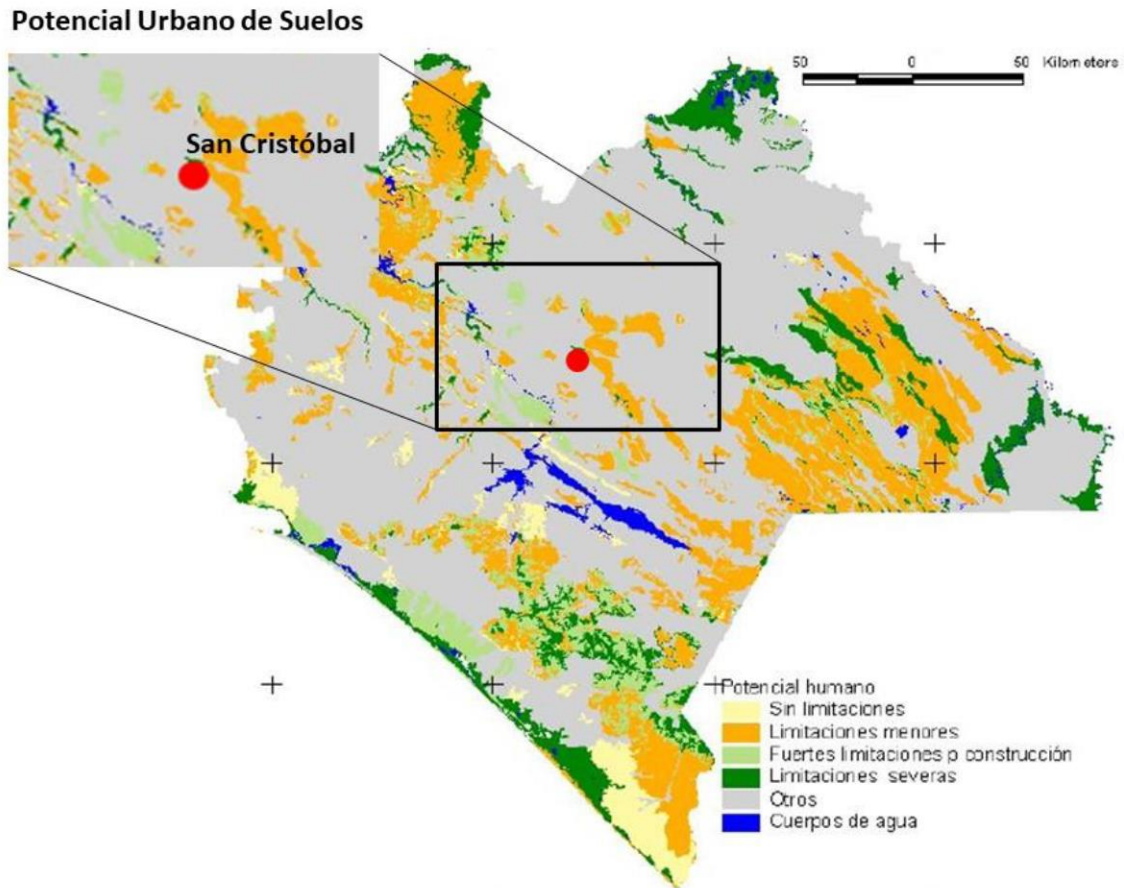 Potencial Urbano de Suelos
50 0 50 Kilometers
San Cristóbal
Potencial humano
Sin limitaciones
Limitaciones menores
Fuertes limitaciones p construcción
Limitaciones severas
Otros
Cuerpos de agua